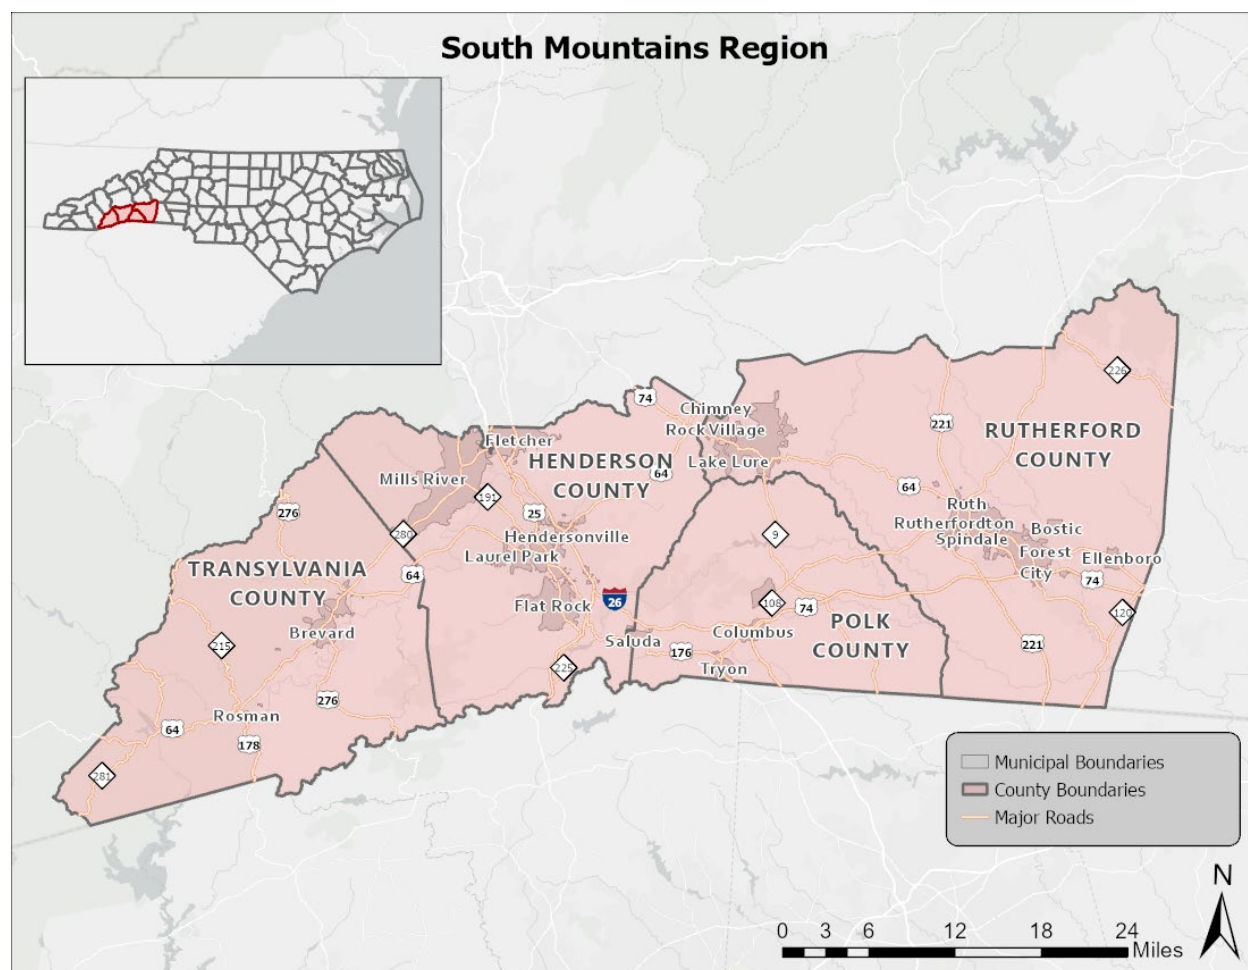 South Mountains Region
74
226
Chimney
Rock Village
221
RUTHERFORD
COUNTY
Fletcher
HENDERSON
COUNTY
Lake Lure
64
Mills River
64
191
276
25
Ruth
Rutherfordton
Spindale
Bostic
280
Hendersonville
9
Forest
City
Ellenboro
Laurel Park
TRANSYLVANIA
COUNTY
64
74
Flat Rock
26
108
74
120
Brevard
POLK
COUNTY
Saluda
Columbus
215
176
221
Tryon
225
276
Rosman
64
178
281
Municipal Boundaries
County Boundaries
Major Roads
N
0 3 6 12 18 24
Miles